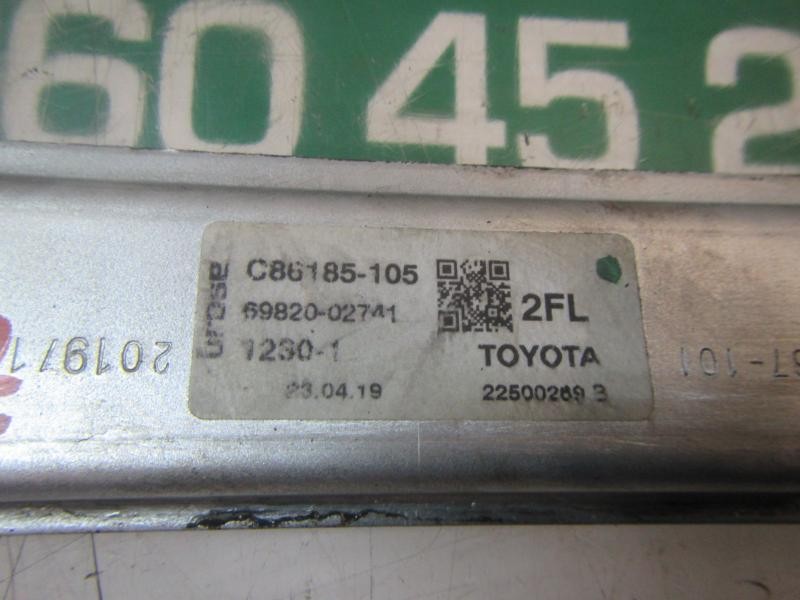 60 45 2
C86185-105
brose
69820-02741
2FL
1230-1
TOYOTA
23.04.19
22500269 B
2019/1
67-101